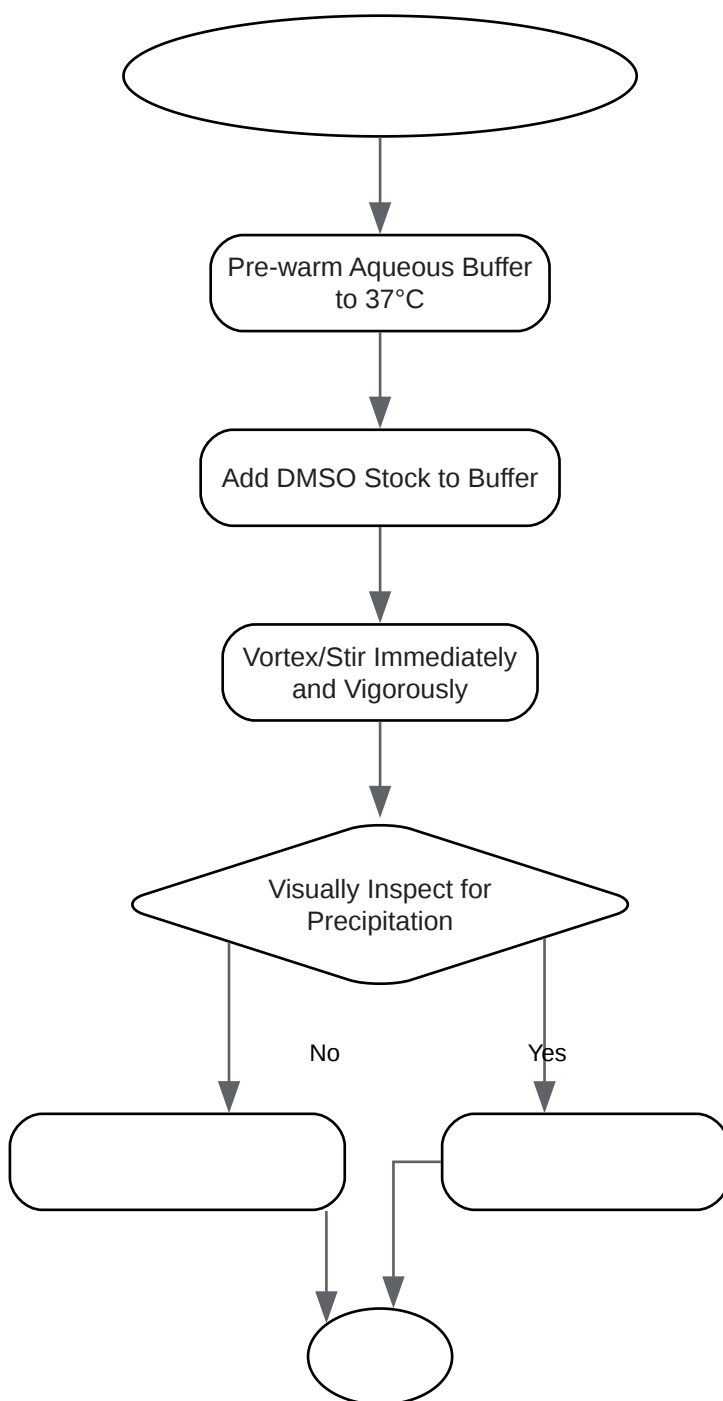 Pre-warm Aqueous Buffer
to 37°C
Add DMSO Stock to Buffer
Vortex/Stir Immediately
and Vigorously
Visually Inspect for
Precipitation
No
Yes